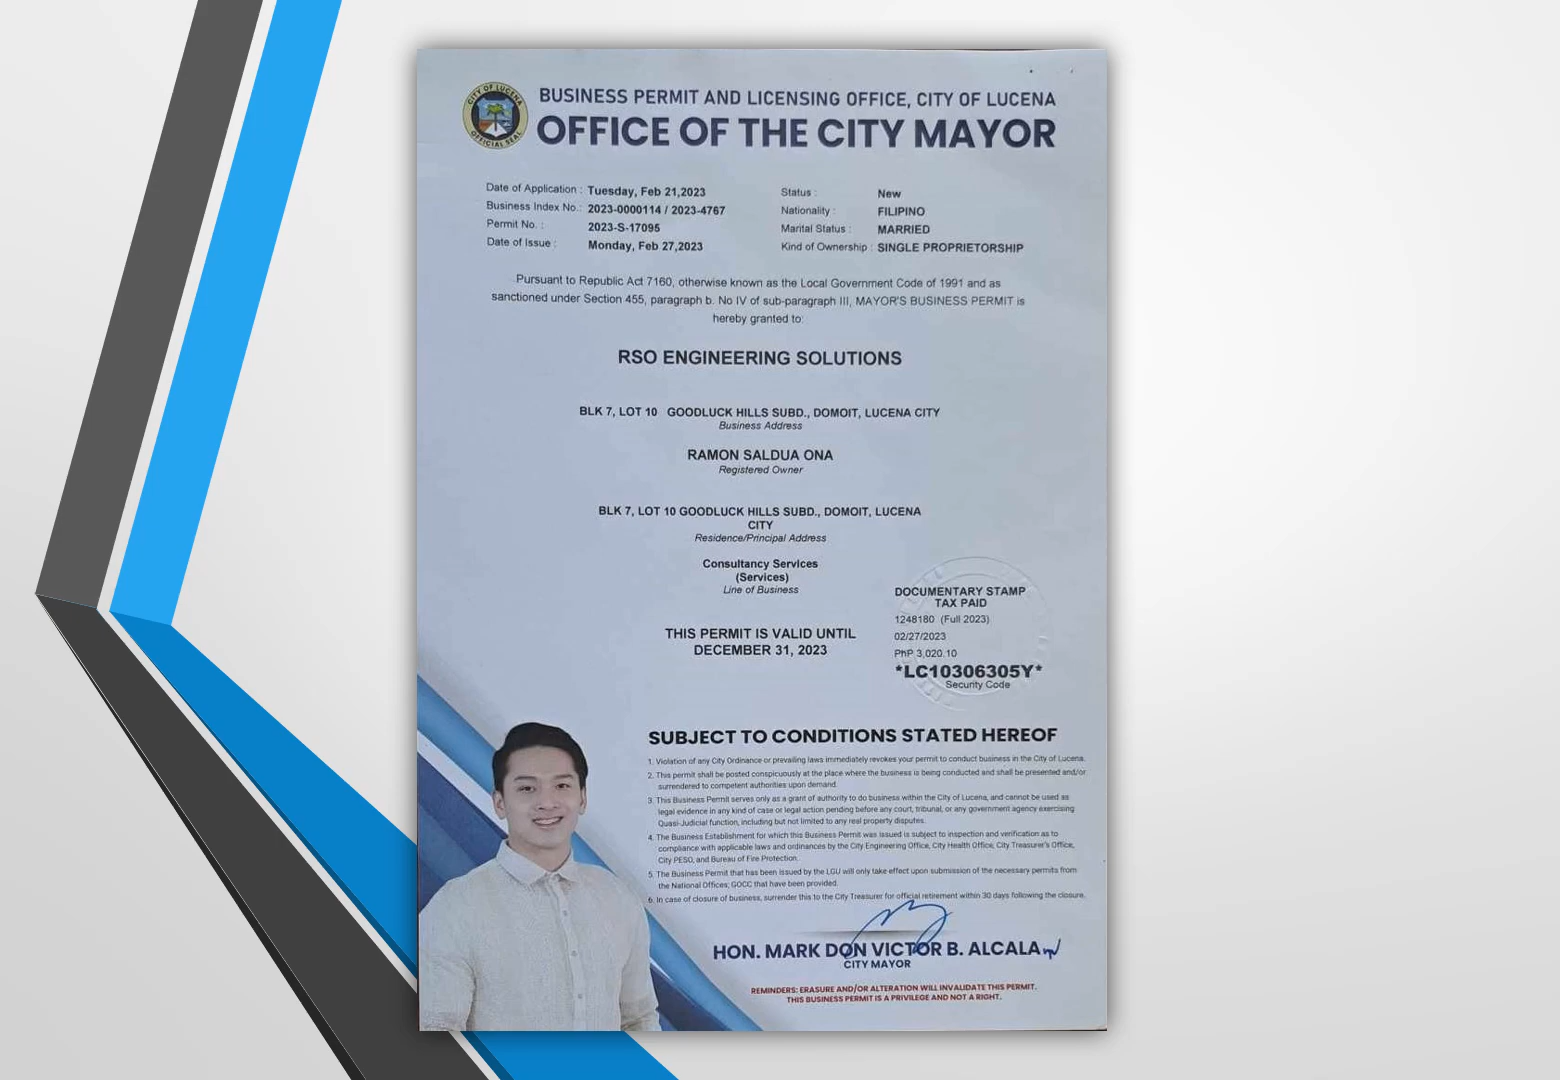 CITY OF LUCENA
OFFICIAL SEAL
BUSINESS PERMIT AND LICENSING OFFICE, CITY OF LUCENA
OFFICE OF THE CITY MAYOR
Date of Application : Tuesday, Feb 21,2023
Business Index No.: 2023-0000114 / 2023-4767
Permit No. : 2023-S-17095
Date of Issue : Monday, Feb 27,2023
Status : New
Nationality : FILIPINO
Marital Status : MARRIED
Kind of Ownership : SINGLE PROPRIETORSHIP
Pursuant to Republic Act 7160, otherwise known as the Local Government Code of 1991 and as
sanctioned under Section 455, paragraph b. No IV of sub-paragraph III, MAYOR'S BUSINESS PERMIT is
hereby granted to:
RSO ENGINEERING SOLUTIONS
BLK 7, LOT 10 GOODLUCK HILLS SUBD., DOMOIT, LUCENA CITY
Business Address
RAMON SALDUA ONA
Registered Owner
BLK 7, LOT 10 GOODLUCK HILLS SUBD., DOMOIT, LUCENA
CITY
Residence/Principal Address
Consultancy Services
(Services)
Line of Business
THIS PERMIT IS VALID UNTIL
DECEMBER 31, 2023
DOCUMENTARY STAMP
TAX PAID
1248180 (Full 2023)
02/27/2023
PhP 3,020.10
*LC10306305Y*
Security Code
SUBJECT TO CONDITIONS STATED HEREOF
1. Violation of any City Ordinance or prevailing laws immediately revokes your permit to conduct business in the City of Lucena.
2. This permit shall be posted conspicuously at the place where the business is being conducted and shall be presented and/or
surrendered to competent authorities upon demand.
3. This Business Permit serves only as a grant of authority to do business within the City of Lucena, and cannot be used as
legal evidence in any kind of case or legal action pending before any court, tribunal, or any government agency exercising
Quasi-Judicial function, including but not limited to any real property disputes.
4. The Business Establishment for which this Business Permit was issued is subject to inspection and verification as to
compliance with applicable laws and ordinances by the City Engineering Office, City Health Office, City Treasurer's Office,
City PESO, and Bureau of Fire Protection.
5. The Business Permit that has been issued by the LGU will only take effect upon submission of the necessary permits from
the National Offices; GOCC that have been provided.
6. In case of closure of business, surrender this to the City Treasurer for official retirement within 30 days following the closure.
HON. MARK DON VICTOR B. ALCALA
CITY MAYOR
REMINDERS: ERASURE AND/OR ALTERATION WILL INVALIDATE THIS PERMIT.
THIS BUSINESS PERMIT IS A PRIVILEGE AND NOT A RIGHT.